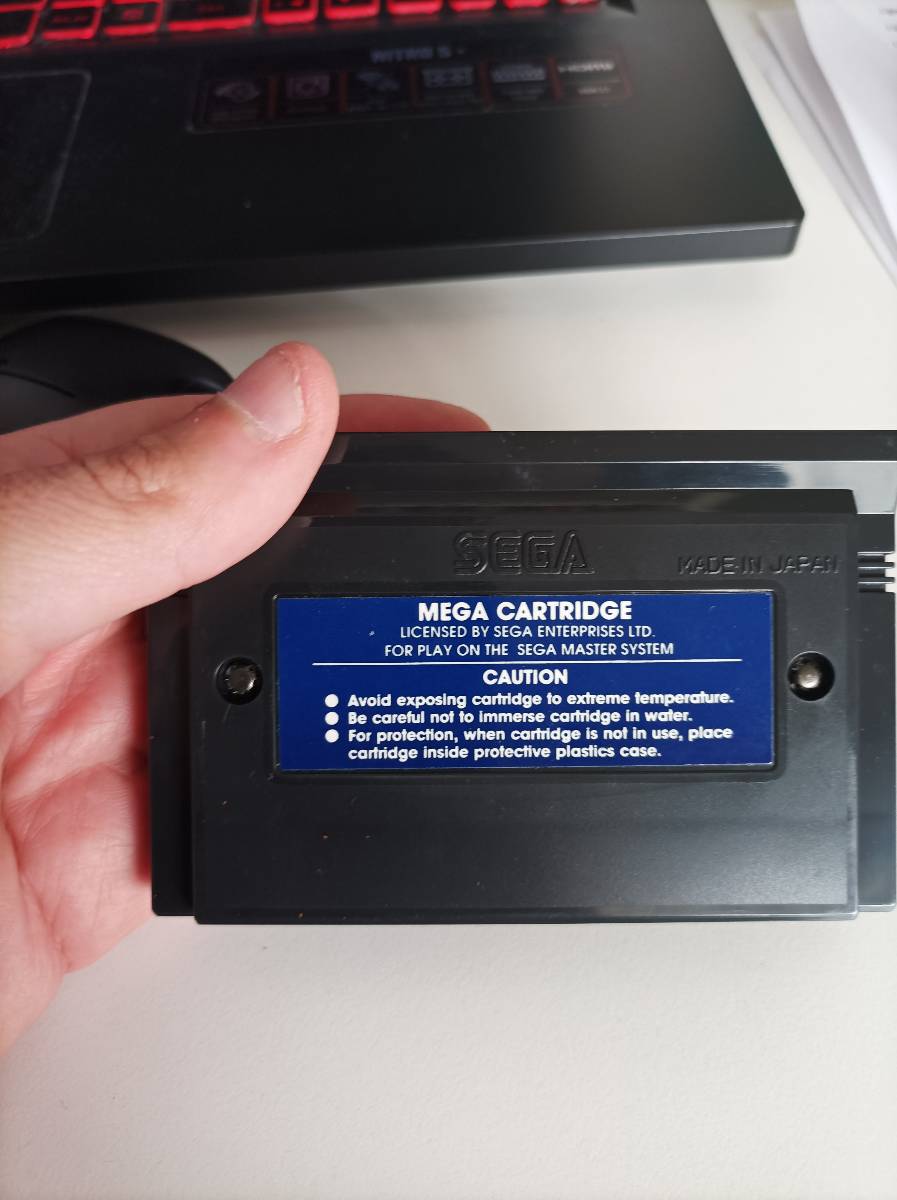 NITRO 5
SEGA
MADE IN JAPAN
MEGA CARTRIDGE
LICENSED BY SEGA ENTERPRISES LTD.
FOR PLAY ON THE SEGA MASTER SYSTEM
CAUTION
● Avoid exposing cartridge to extreme temperature.
● Be careful not to immerse cartridge in water.
● For protection, when cartridge is not in use, place
cartridge inside protective plastics case.